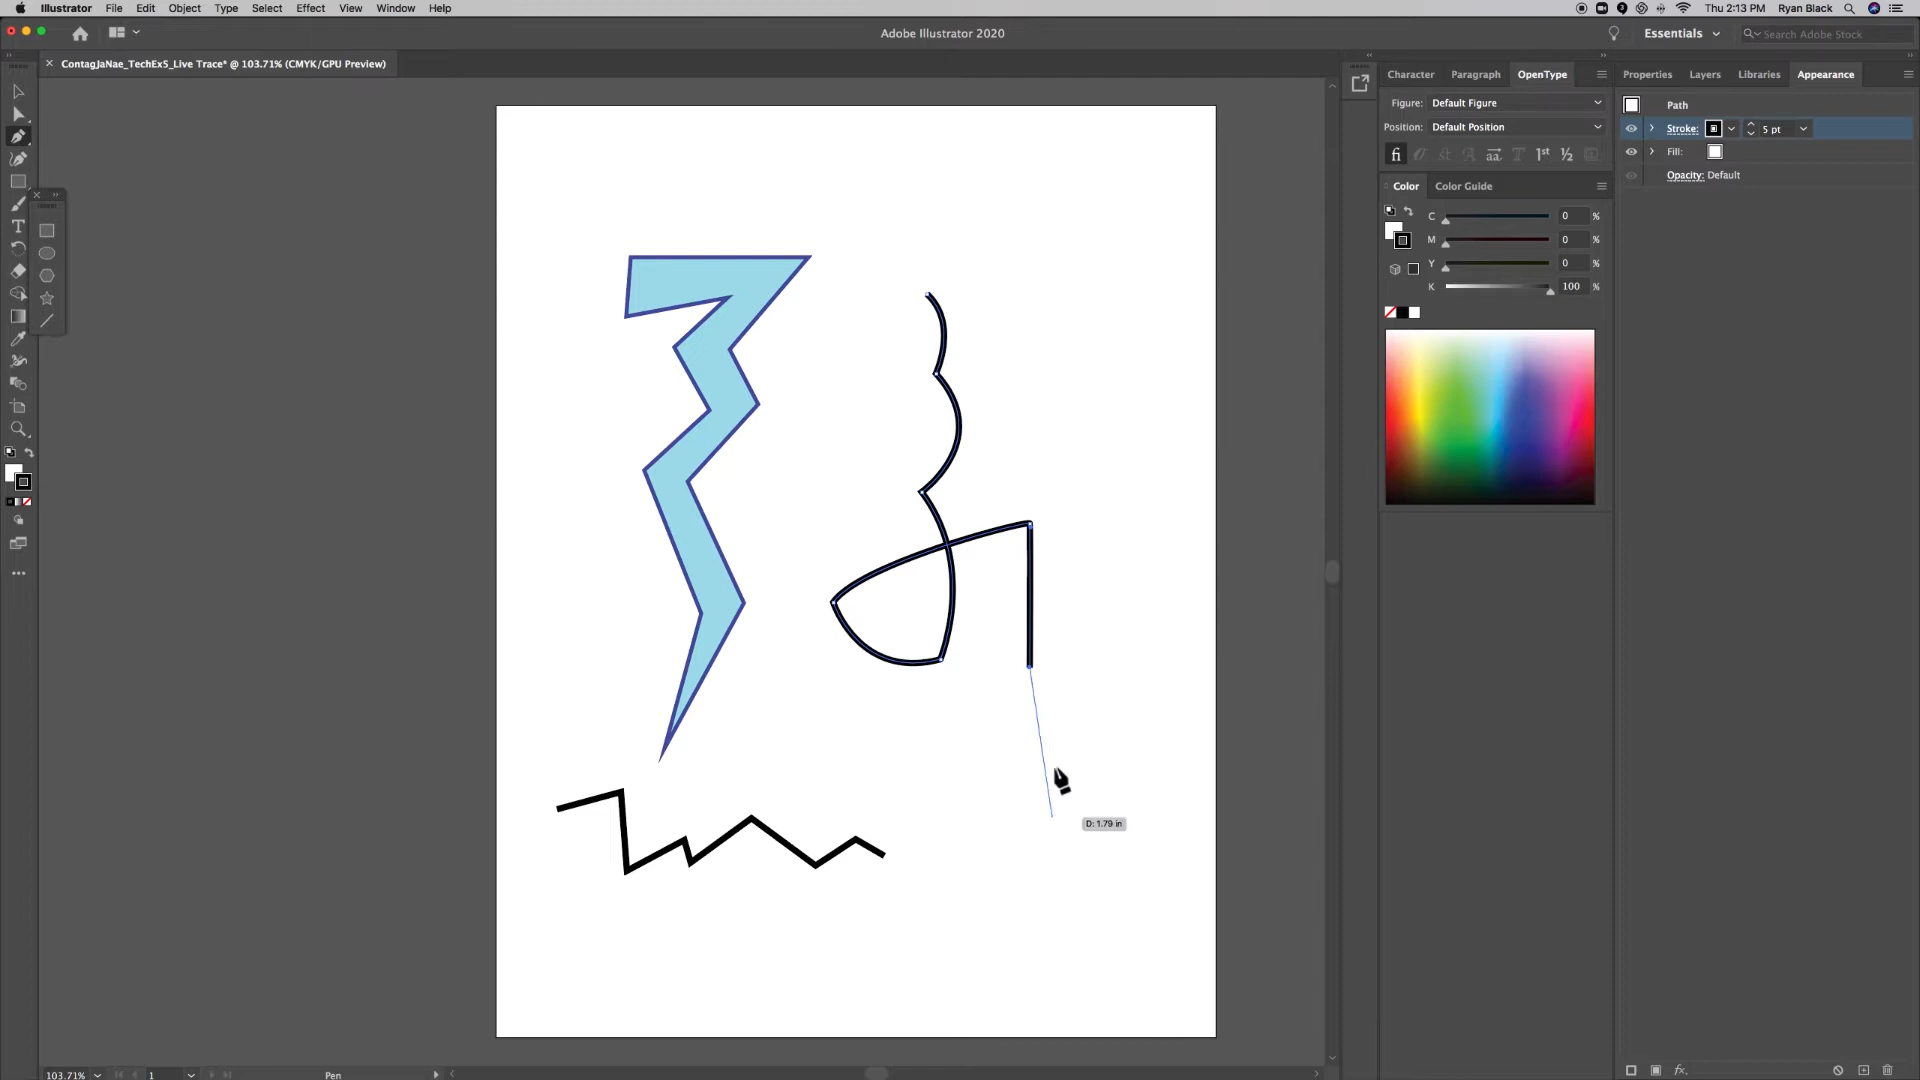 Illustrator File Edit Object Type Select Effect View Window Help
Thu 2:13 PM Ryan Black
Adobe Illustrator 2020
Essentials
Search Adobe Stock
ContagJaNae_TechEx5_Live Trace* @ 103.71% (CMYK/GPU Preview)
Character Paragraph OpenType
Properties Layers Libraries Appearance
Figure: Default Figure
Position: Default Position
Path
Stroke: 5 pt
Fill:
Opacity: Default
Color Color Guide
C 0 %
M 0 %
Y 0 %
K 100 %
D: 1.79 in
103.71% 1 Pen